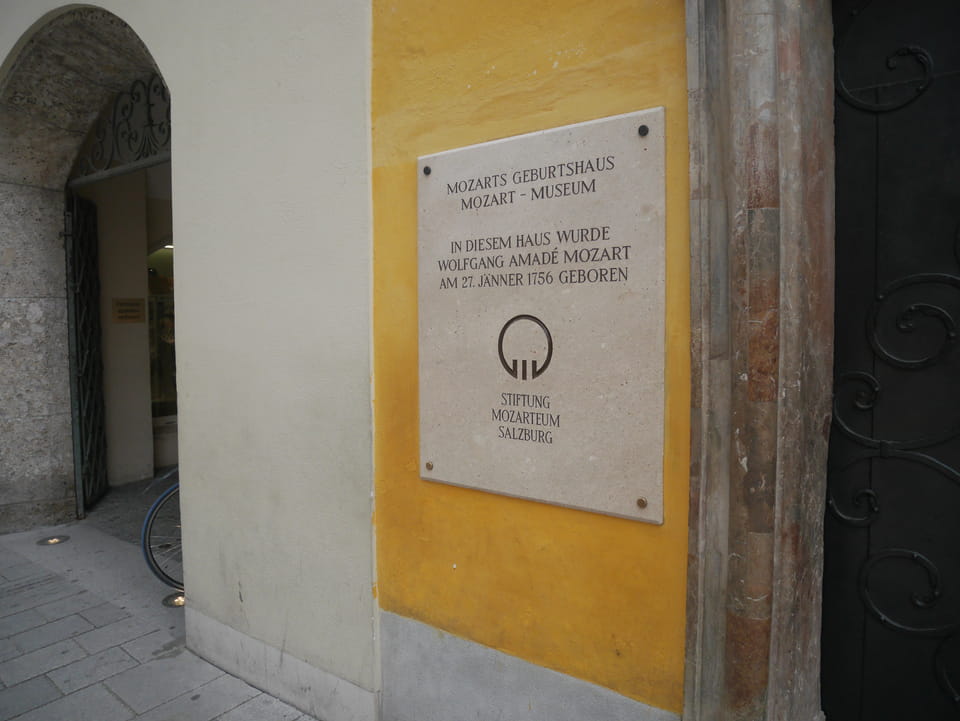 MOZARTS GEBURTSHAUS
MOZART - MUSEUM
IN DIESEM HAUS WURDE
WOLFGANG AMADÉ MOZART
AM 27. JÄNNER 1756 GEBOREN
STIFTUNG
MOZARTEUM
SALZBURG